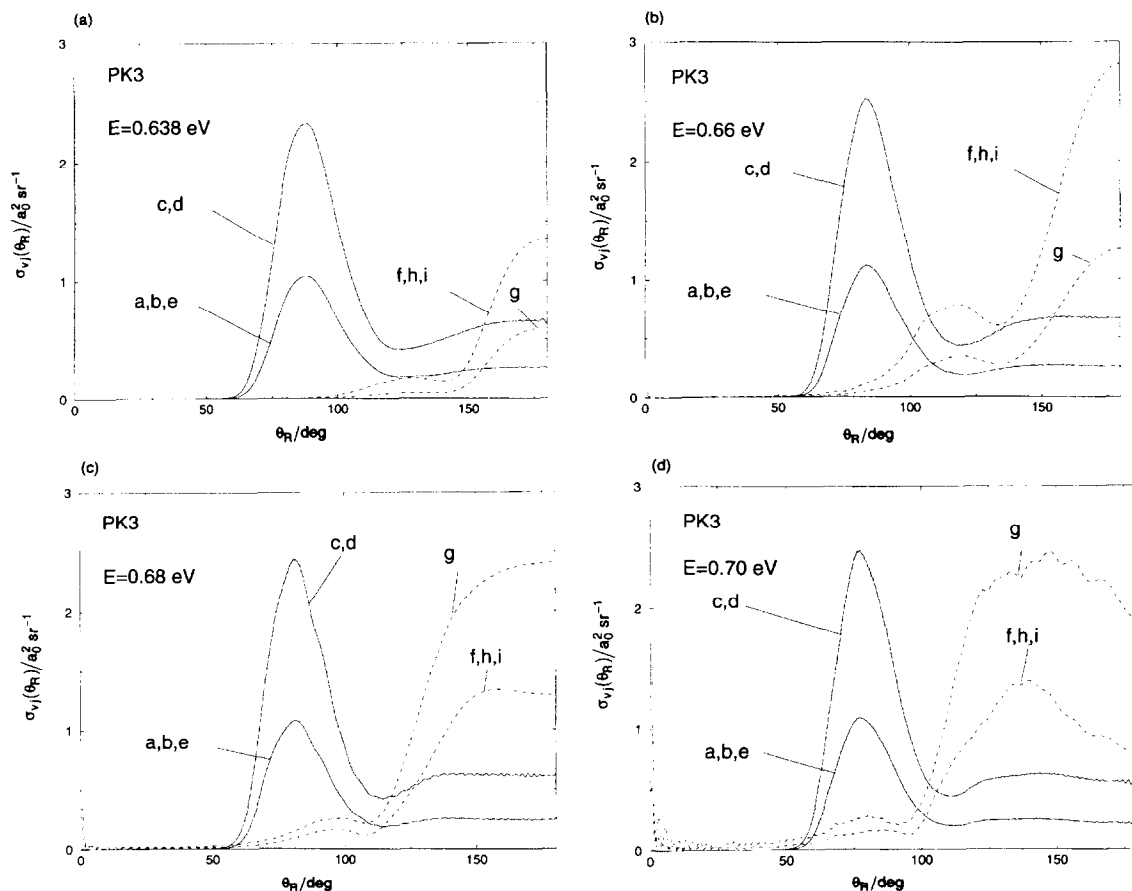 (a)
3
PK3
E=0.638 eV
2
c,d
f,h,i
g
1
a,b,e
0
0
50
100
150
σvj(θR)/a₀² sr⁻¹
θR/deg
(b)
3
PK3
E=0.66 eV
2
c,d
f,h,i
g
1
a,b,e
0
0
50
100
150
σvj(θR)/a₀² sr⁻¹
θR/deg
(c)
3
PK3
E=0.68 eV
c,d
g
2
f,h,i
1
a,b,e
0
0
50
100
150
σvj(θR)/a₀² sr⁻¹
θR/deg
(d)
3
PK3
E=0.70 eV
g
c,d
2
f,h,i
1
a,b,e
0
0
50
100
150
σvj(θR)/a₀² sr⁻¹
θR/deg